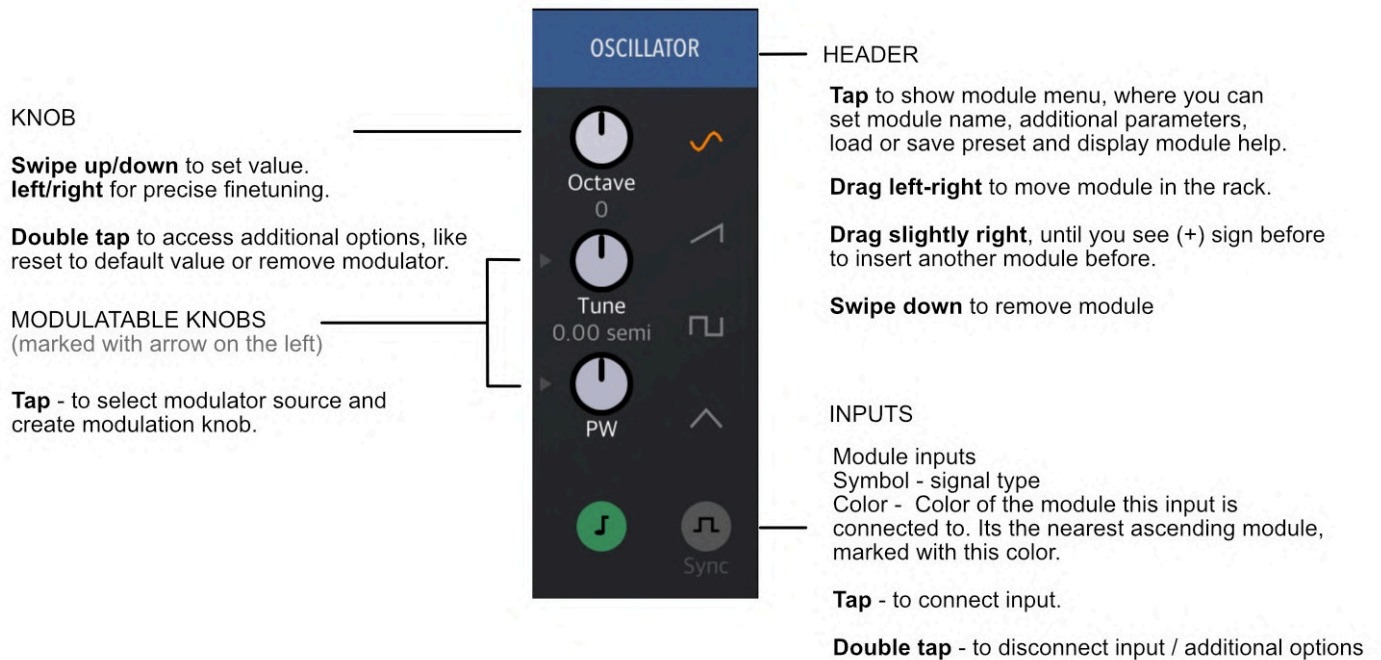 KNOB
Swipe up/down to set value.
left/right for precise finetuning.
Double tap to access additional options, like
reset to default value or remove modulator.
MODULATABLE KNOBS
(marked with arrow on the left)
Tap - to select modulator source and
create modulation knob.
OSCILLATOR
Octave
0
Tune
0.00 semi
PW
Sync
HEADER
Tap to show module menu, where you can
set module name, additional parameters,
load or save preset and display module help.
Drag left-right to move module in the rack.
Drag slightly right, until you see (+) sign before
to insert another module before.
Swipe down to remove module
INPUTS
Module inputs
Symbol - signal type
Color - Color of the module this input is
connected to. Its the nearest ascending module,
marked with this color.
Tap - to connect input.
Double tap - to disconnect input / additional options